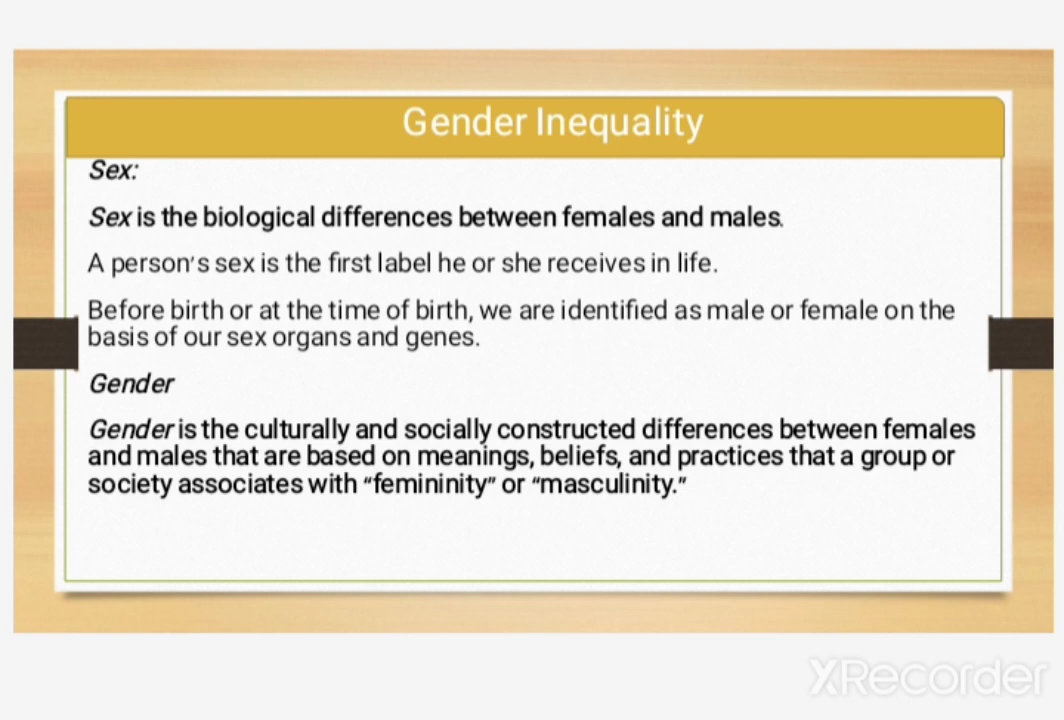 Gender Inequality
Sex:
Sex is the biological differences between females and males.
A person's sex is the first label he or she receives in life.
Before birth or at the time of birth, we are identified as male or female on the
basis of our sex organs and genes.
Gender
Gender is the culturally and socially constructed differences between females
and males that are based on meanings, beliefs, and practices that a group or
society associates with “femininity” or “masculinity.”
XRecorder